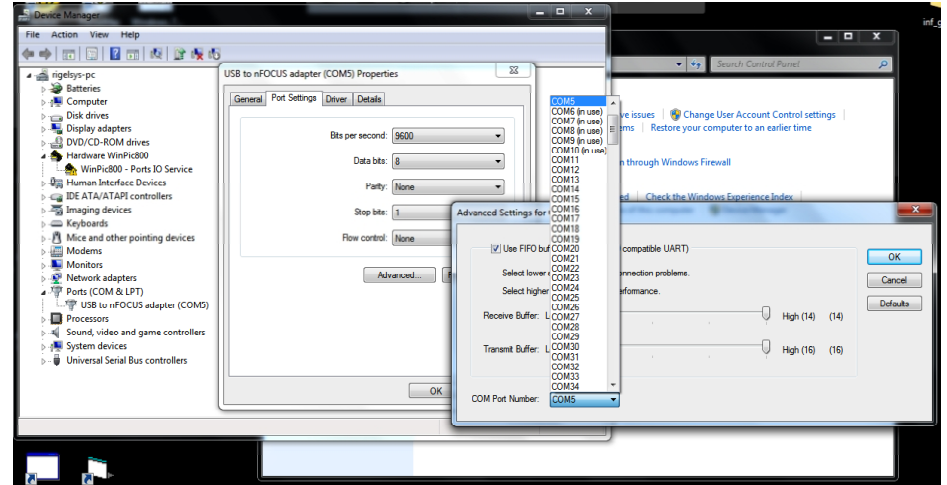 Device Manager
File Action View Help
rigelsys-pc
Batteries
Computer
Disk drives
Display adapters
DVD/CD-ROM drives
Hardware WinPic800
WinPic800 - Ports IO Service
Human Interface Devices
IDE ATA/ATAPI controllers
Imaging devices
Keyboards
Mice and other pointing devices
Modems
Monitors
Network adapters
Ports (COM & LPT)
USB to nFOCUS adapter (COM5)
Processors
Sound, video and game controllers
System devices
Universal Serial Bus controllers
USB to nFOCUS adapter (COM5) Properties
General Port Settings Driver Details
Bits per second: 9600
Data bits: 8
Parity: None
Stop bits: 1
Flow control: None
Advanced...
OK
inf_g
Search Control Panel
ve issues Change User Account Control settings
ems Restore your computer to an earlier time
n through Windows Firewall
ed Check the Windows Experience Index
Advanced Settings for
Use FIFO buf compatible UART)
Select lower onnection problems.
Select higher erformance.
Receive Buffer: L High (14) (14)
Transmit Buffer: L High (16) (16)
COM Port Number: COM5
OK
Cancel
Defaults
COM5
COM6 (in use)
COM7 (in use)
COM8 (in use)
COM9 (in use)
COM10 (in use)
COM11
COM12
COM13
COM14
COM15
COM16
COM17
COM18
COM19
COM20
COM21
COM22
COM23
COM24
COM25
COM26
COM27
COM28
COM29
COM30
COM31
COM32
COM33
COM34